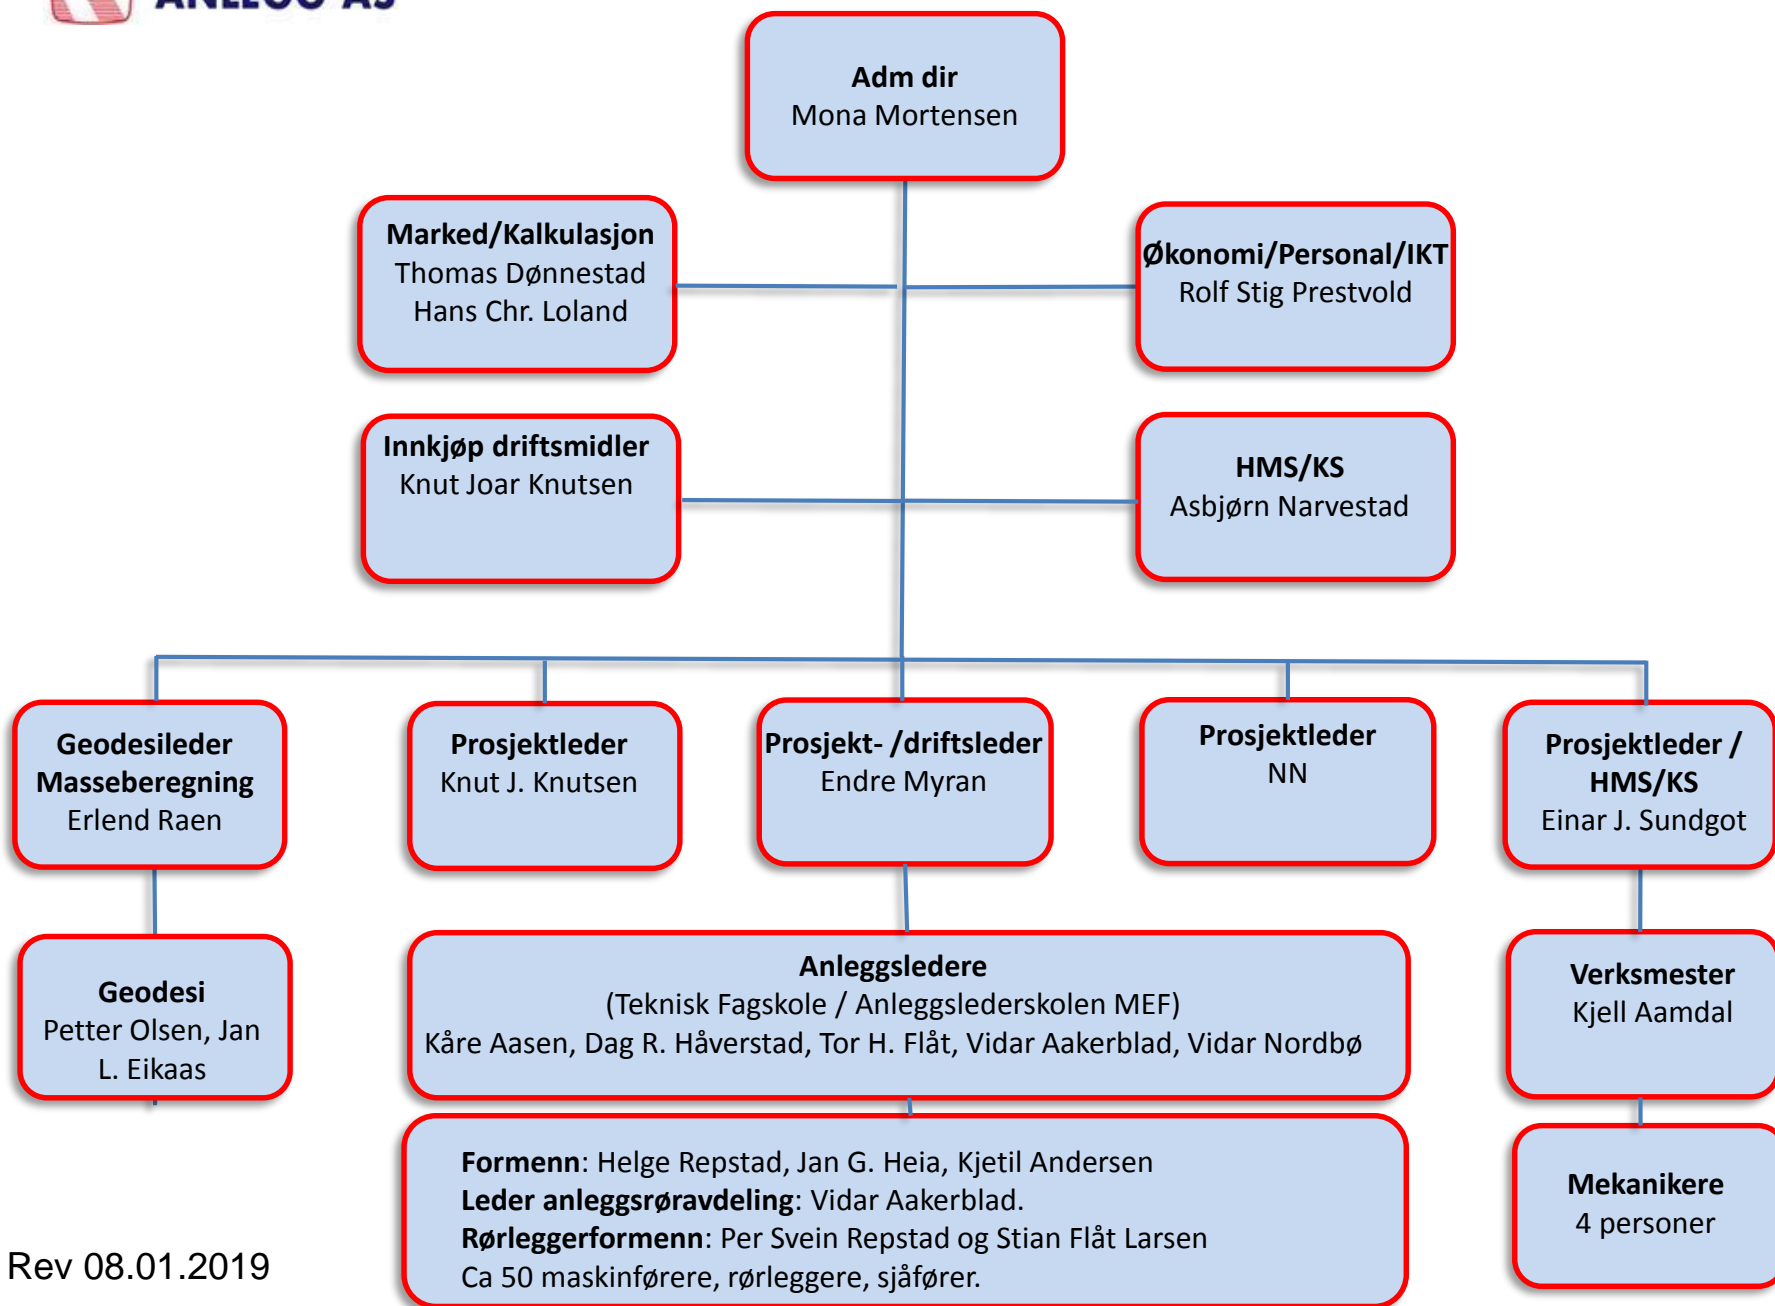 ANLEGG AS
Adm dir
Mona Mortensen
Marked/Kalkulasjon
Thomas Dønnestad
Hans Chr. Loland
Økonomi/Personal/IKT
Rolf Stig Prestvold
Innkjøp driftsmidler
Knut Joar Knutsen
HMS/KS
Asbjørn Narvestad
Geodesileder
Masseberegning
Erlend Raen
Prosjektleder
Knut J. Knutsen
Prosjekt- /driftsleder
Endre Myran
Prosjektleder
NN
Prosjektleder /
HMS/KS
Einar J. Sundgot
Geodesi
Petter Olsen, Jan
L. Eikaas
Anleggsledere
(Teknisk Fagskole / Anleggslederskolen MEF)
Kåre Aasen, Dag R. Håverstad, Tor H. Flåt, Vidar Aakerblad, Vidar Nordbø
Verksmester
Kjell Aamdal
Formenn: Helge Repstad, Jan G. Heia, Kjetil Andersen
Leder anleggsrøravdeling: Vidar Aakerblad.
Rørleggerformenn: Per Svein Repstad og Stian Flåt Larsen
Ca 50 maskinførere, rørleggere, sjåfører.
Mekanikere
4 personer
Rev 08.01.2019